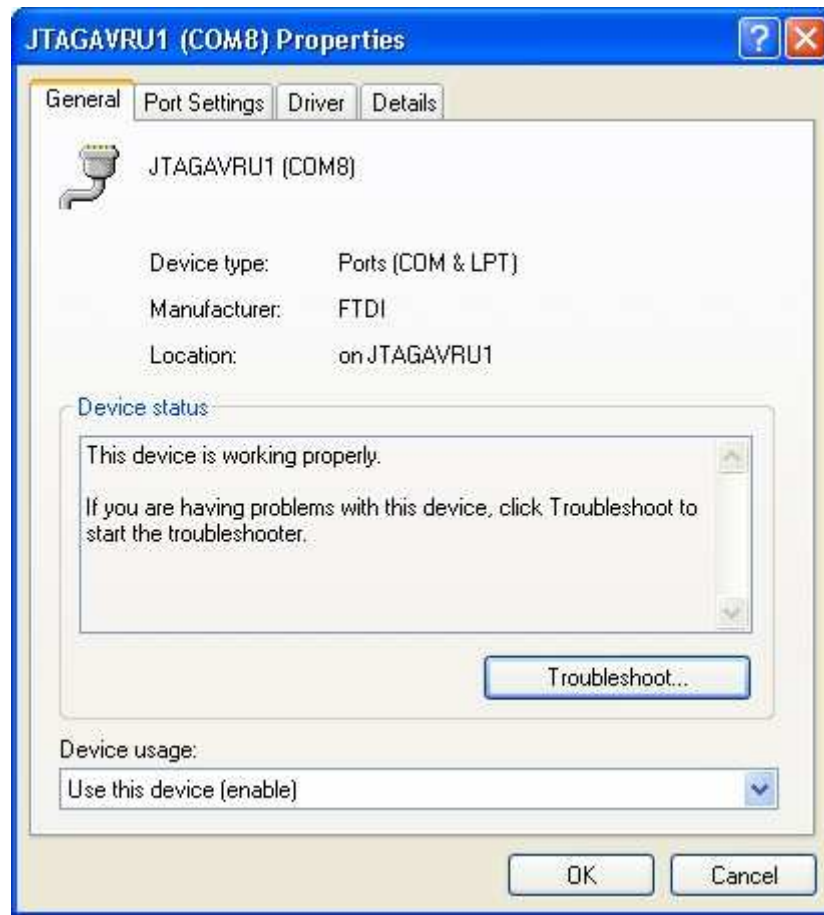 JTAGAVRU1 (COM8) Properties
General Port Settings Driver Details
JTAGAVRU1 (COM8)
Device type: Ports (COM & LPT)
Manufacturer: FTDI
Location: on JTAGAVRU1
Device status
This device is working properly.
If you are having problems with this device, click Troubleshoot to
start the troubleshooter.
Troubleshoot...
Device usage:
Use this device (enable)
OK Cancel